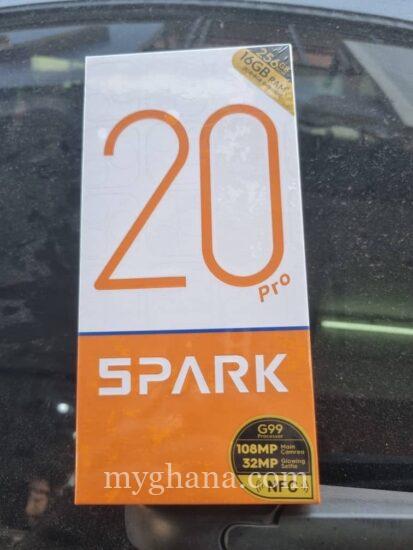 256GB
16GB RAM
20
Pro
SPARK
G99
Processor
108MP Main Camera
32MP Glowing Selfie
NFC
myghana.com